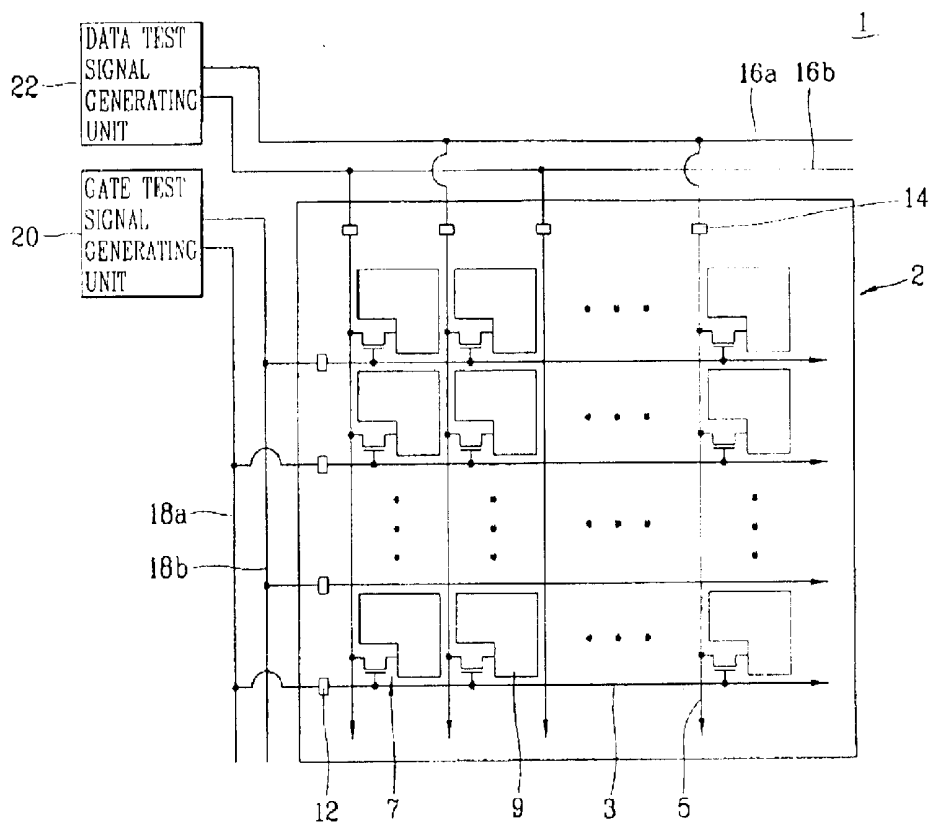 1
DATA TEST
SIGNAL
GENERATING
UNIT
22
16a
16b
GATE TEST
SIGNAL
GENERATING
UNIT
20
14
2
18a
18b
12
7
9
3
5